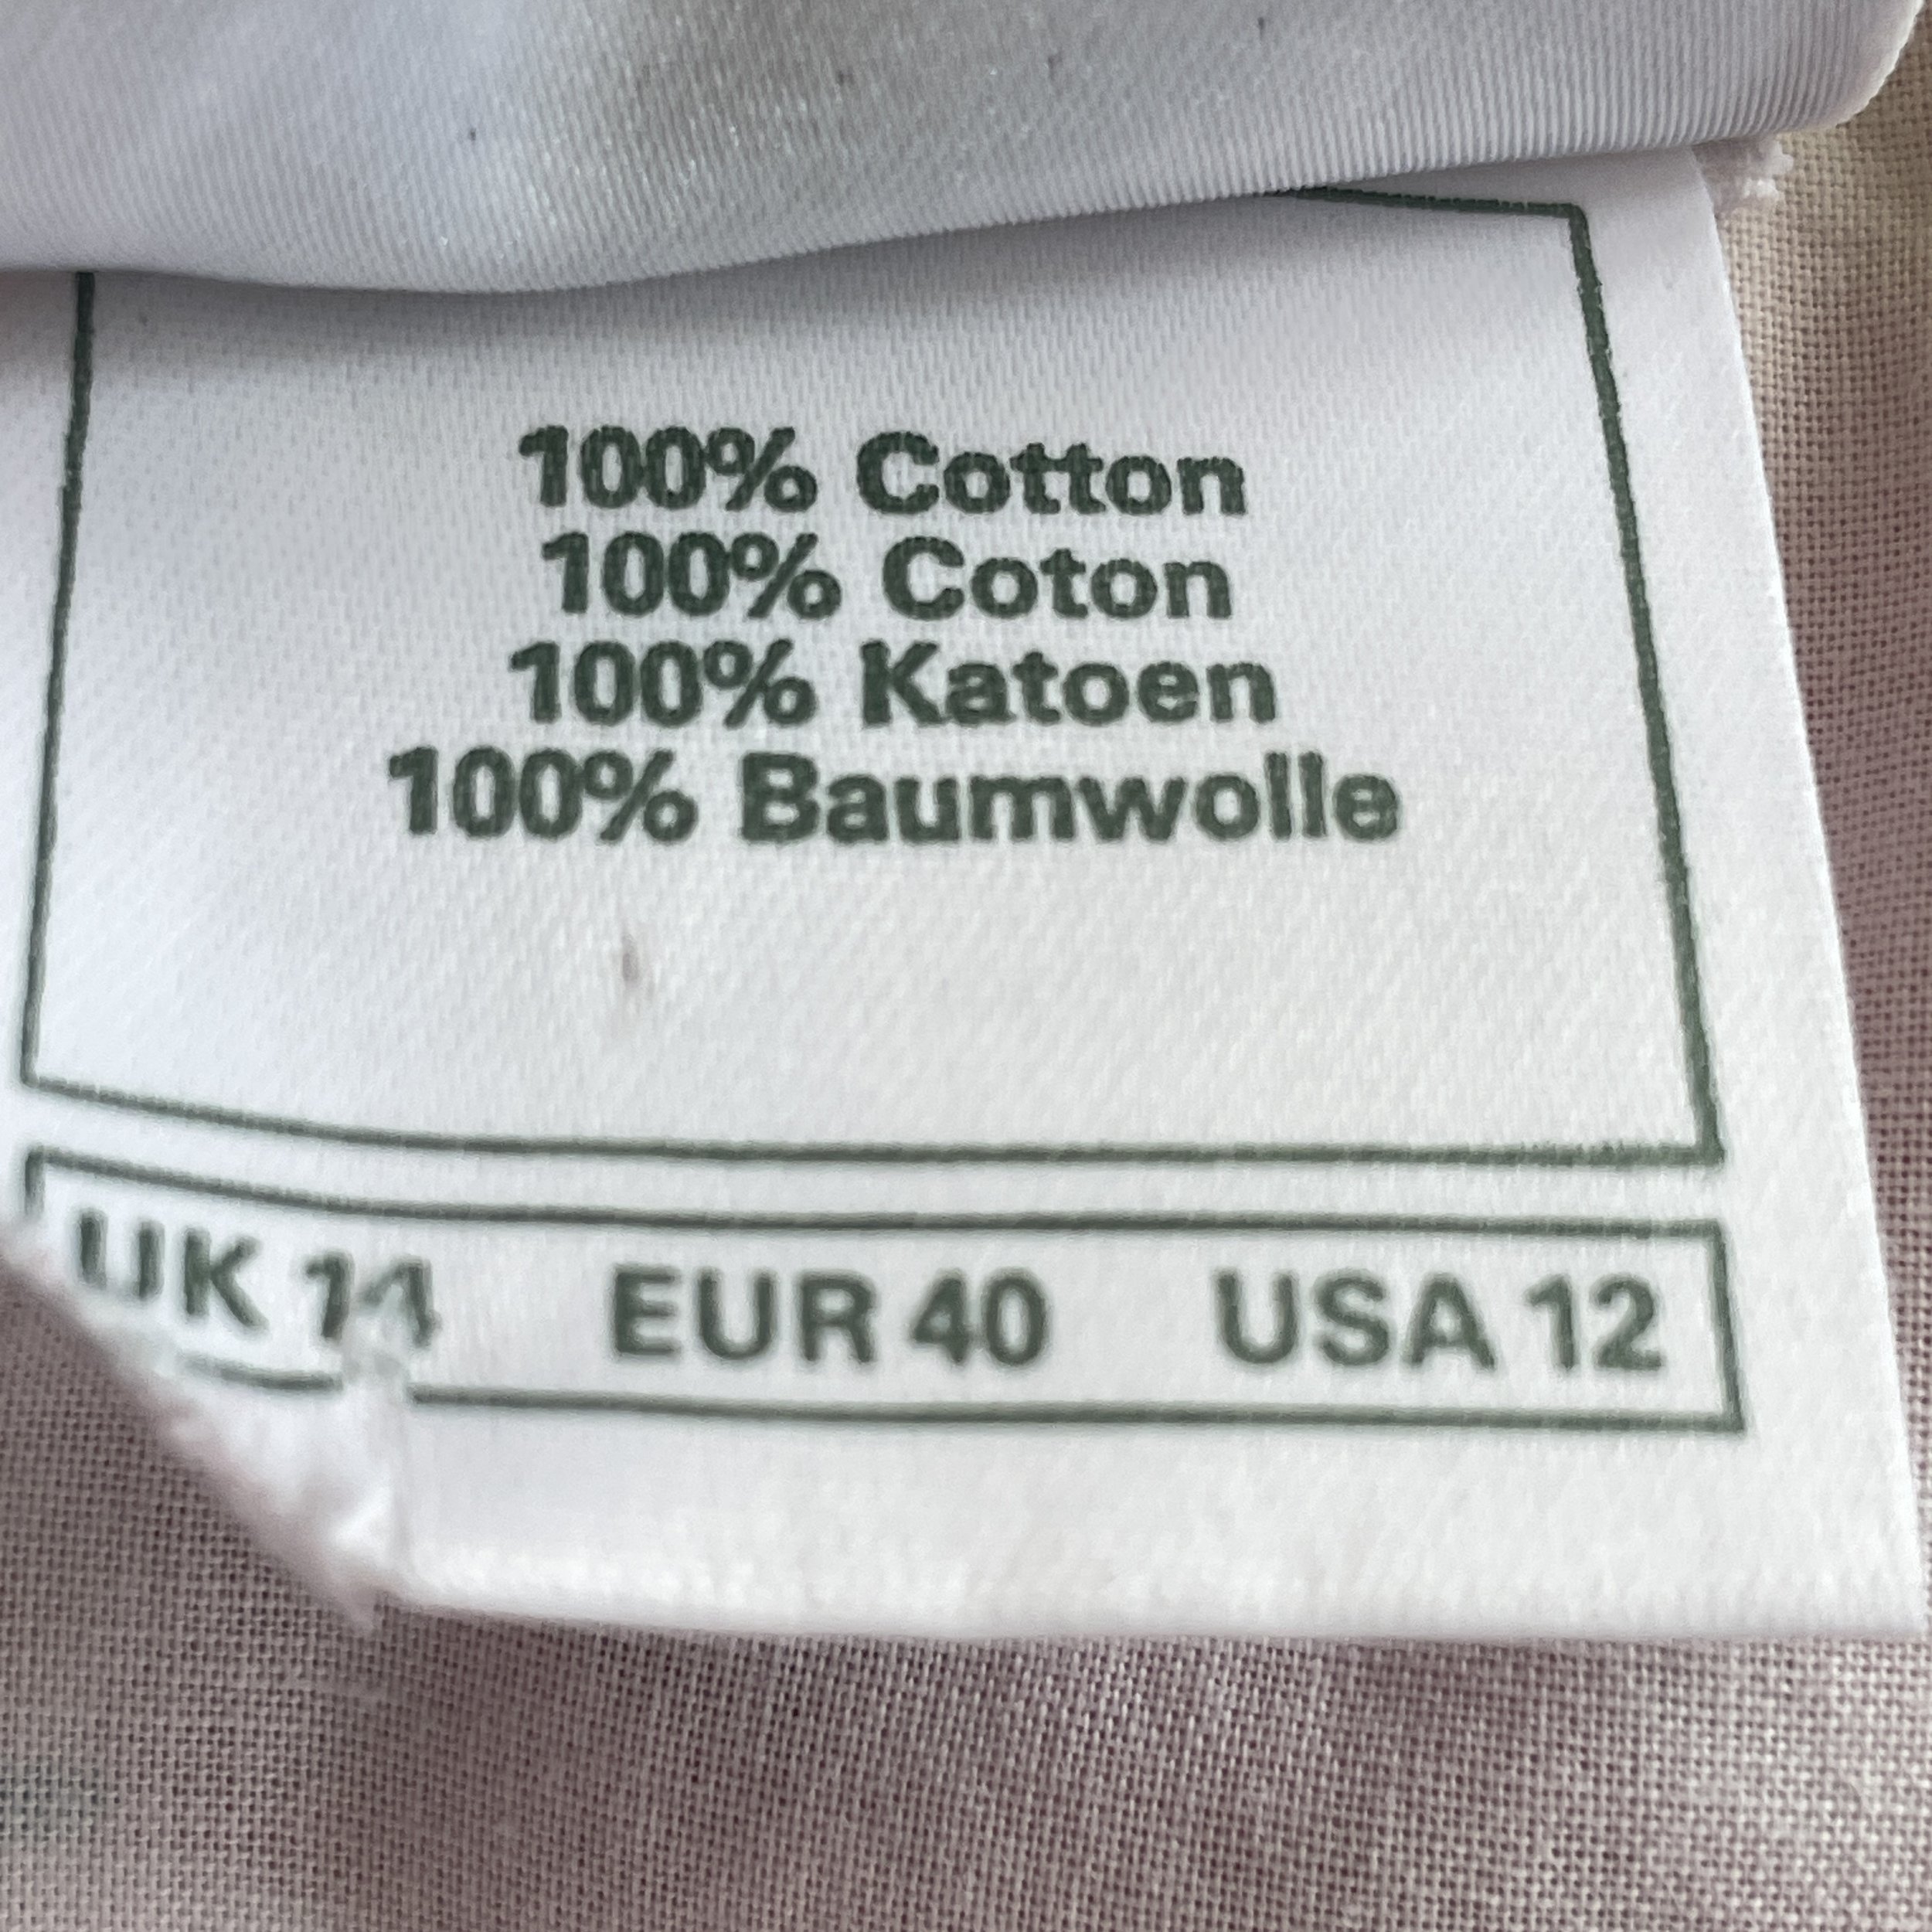 100% Cotton
100% Coton
100% Katoen
100% Baumwolle
UK 14 EUR 40 USA 12